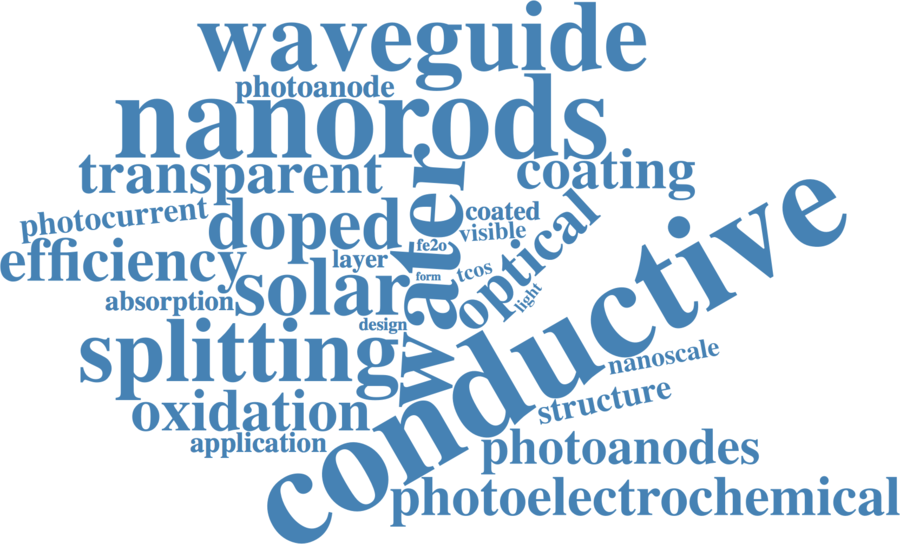 waveguide
photoanode
nanorods
transparent
coating
photocurrent
doped
water
coated
visible
fe2o
optical
efficiency
layer
form
tcos
light
absorption
solar
design
conductive
splitting
nanoscale
oxidation
structure
application
photoanodes
photoelectrochemical